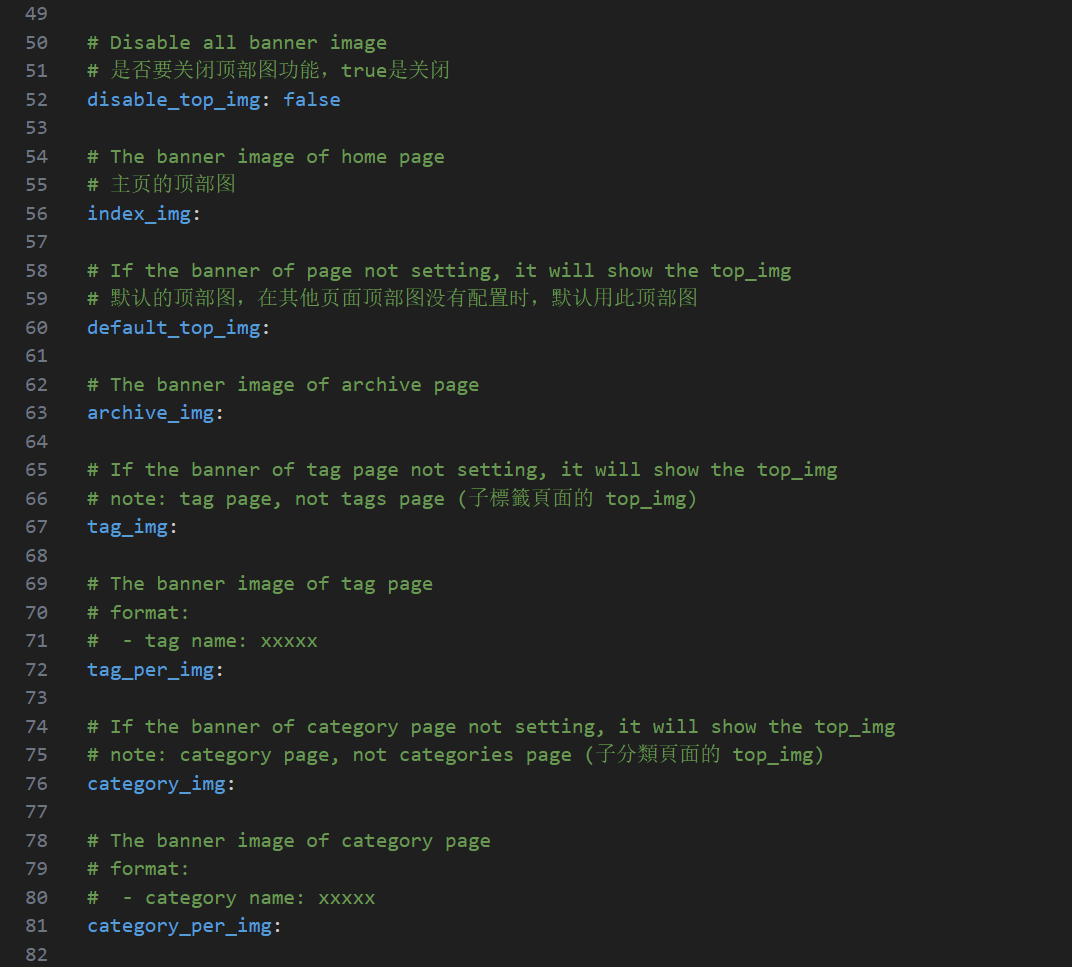 49
50 # Disable all banner image
51 # 是否要关闭顶部图功能，true是关闭
52 disable_top_img: false
53
54 # The banner image of home page
55 # 主页的顶部图
56 index_img:
57
58 # If the banner of page not setting, it will show the top_img
59 # 默认的顶部图，在其他页面顶部图没有配置时，默认用此顶部图
60 default_top_img:
61
62 # The banner image of archive page
63 archive_img:
64
65 # If the banner of tag page not setting, it will show the top_img
66 # note: tag page, not tags page (子標籤頁面的 top_img)
67 tag_img:
68
69 # The banner image of tag page
70 # format:
71 #  - tag name: xxxxx
72 tag_per_img:
73
74 # If the banner of category page not setting, it will show the top_img
75 # note: category page, not categories page (子分類頁面的 top_img)
76 category_img:
77
78 # The banner image of category page
79 # format:
80 #  - category name: xxxxx
81 category_per_img:
82